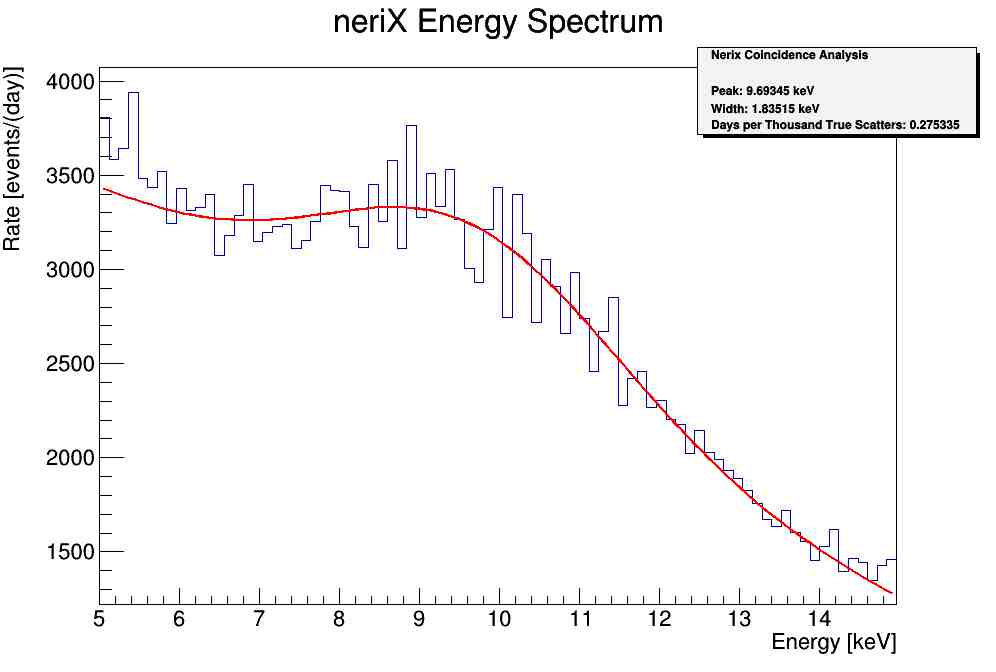 neriX Energy Spectrum
Nerix Coincidence Analysis
Peak: 9.69345 keV
Width: 1.83515 keV
Days per Thousand True Scatters: 0.275335
Rate [events/(day)]
4000
3500
3000
2500
2000
1500
5 6 7 8 9 10 11 12 13 14
Energy [keV]